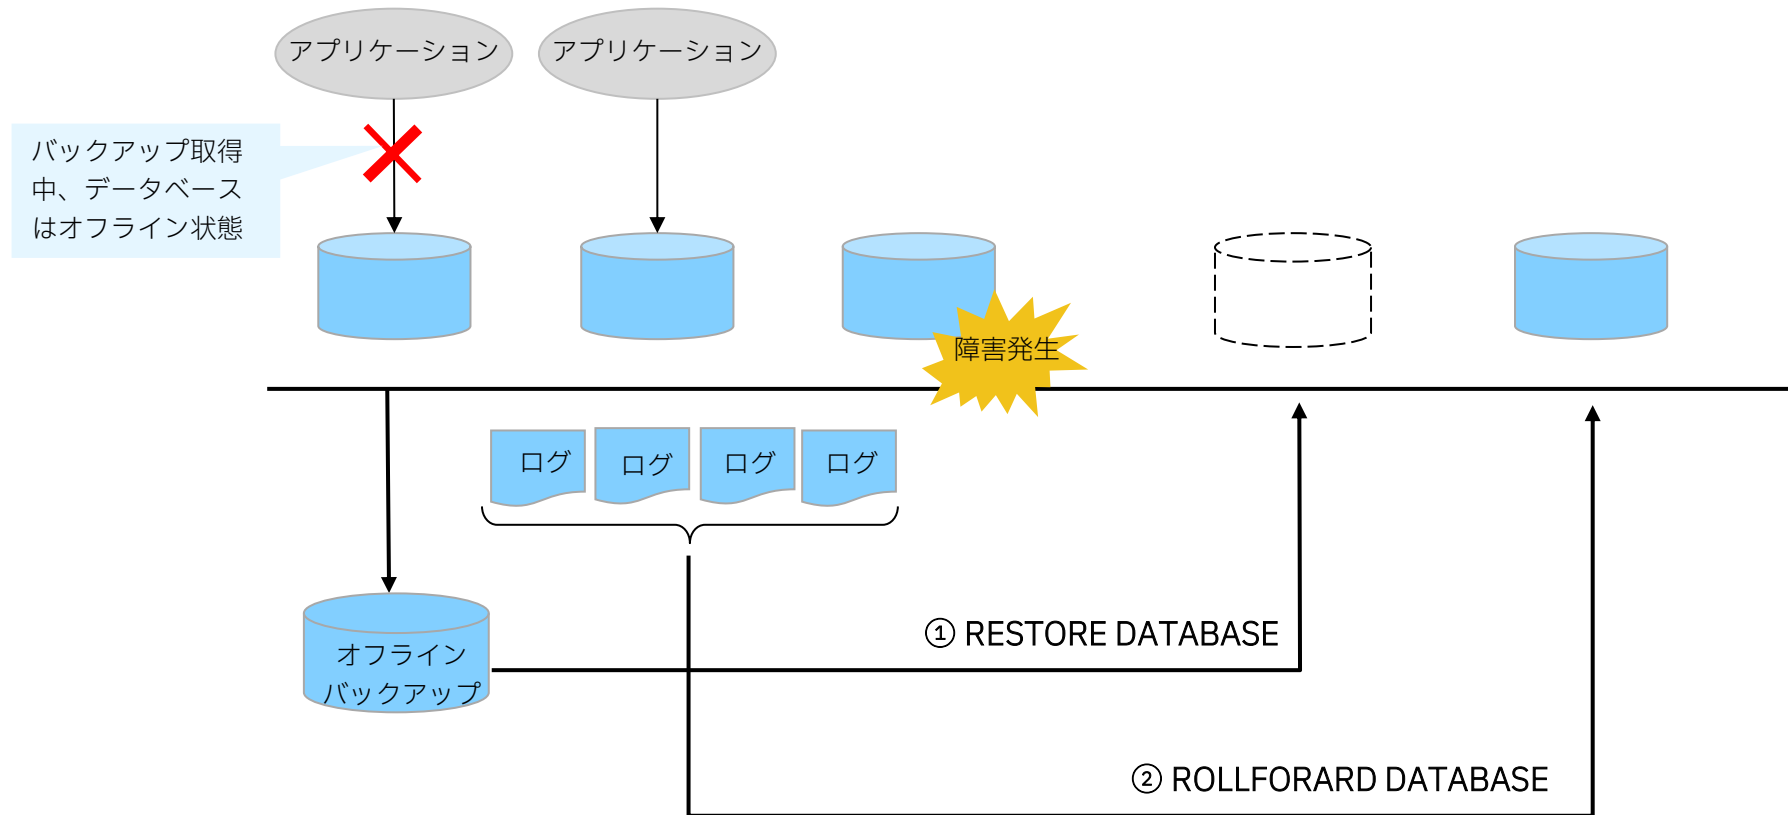 アプリケーション
アプリケーション
バックアップ取得
中、データベース
はオフライン状態
障害発生
ログ
ログ
ログ
ログ
オフライン
バックアップ
① RESTORE DATABASE
② ROLLFORARD DATABASE